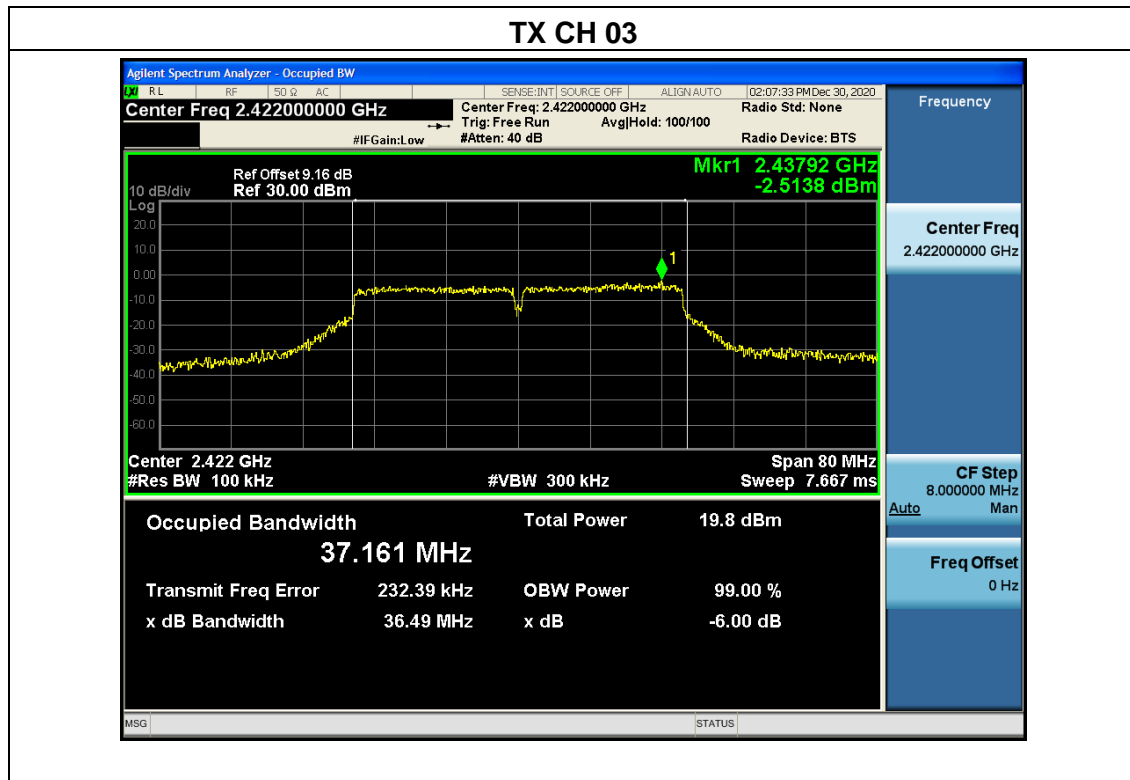 TX CH 03
Agilent Spectrum Analyzer - Occupied BW
LXI RL RF 50 Ω AC SENSE:INT SOURCE OFF ALIGN AUTO 02:07:33 PM Dec 30, 2020
Center Freq 2.422000000 GHz
Center Freq: 2.422000000 GHz Radio Std: None
Trig: Free Run Avg|Hold: 100/100
#IFGain:Low #Atten: 40 dB Radio Device: BTS
Ref Offset 9.16 dB
10 dB/div Ref 30.00 dBm
Mkr1 2.43792 GHz
-2.5138 dBm
Log
20.0
10.0
0.00
-10.0
-20.0
-30.0
-40.0
-50.0
-60.0
1
Center 2.422 GHz Span 80 MHz
#Res BW 100 kHz #VBW 300 kHz Sweep 7.667 ms
Occupied Bandwidth Total Power 19.8 dBm
37.161 MHz
Transmit Freq Error 232.39 kHz OBW Power 99.00 %
x dB Bandwidth 36.49 MHz x dB -6.00 dB
Frequency
Center Freq
2.422000000 GHz
CF Step
8.000000 MHz
Auto Man
Freq Offset
0 Hz
MSG STATUS